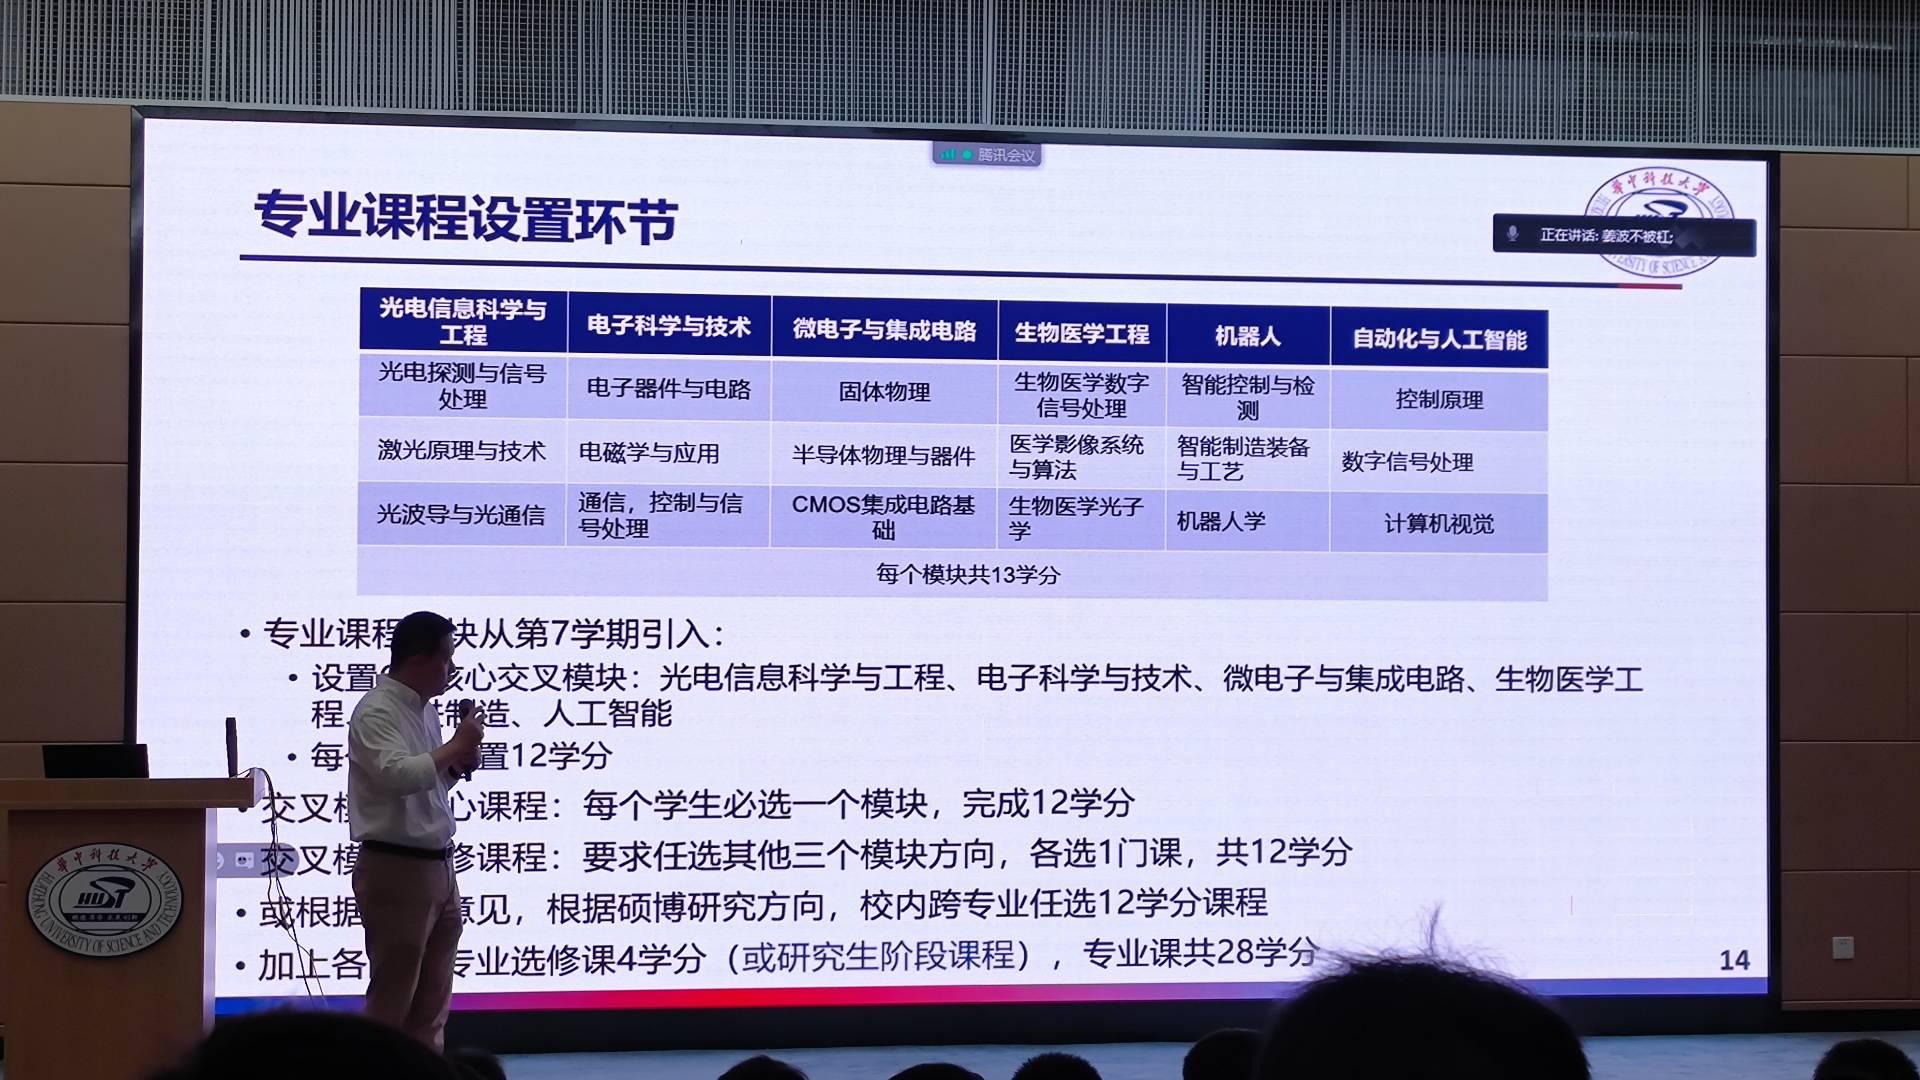 腾讯会议
专业课程设置环节
华中科技大学
正在讲话: 姜波不被杠;
SITY OF SCIENCE AND
光电信息科学与
工程
电子科学与技术
微电子与集成电路
生物医学工程
机器人
自动化与人工智能
光电探测与信号
处理
电子器件与电路
固体物理
生物医学数字
信号处理
智能控制与检
测
控制原理
激光原理与技术
电磁学与应用
半导体物理与器件
医学影像系统
与算法
智能制造装备
与工艺
数字信号处理
光波导与光通信
通信，控制与信
号处理
CMOS集成电路基
础
生物医学光子
学
机器人学
计算机视觉
每个模块共13学分
• 专业课程 块从第7学期引入：
• 设置 核心交叉模块：光电信息科学与工程、电子科学与技术、微电子与集成电路、生物医学工
程、 制造、人工智能
• 每 置12学分
交叉模 心课程：每个学生必选一个模块，完成12学分
交叉模 修课程：要求任选其他三个模块方向，各选1门课，共12学分
• 或根据 意见，根据硕博研究方向，校内跨专业任选12学分课程
• 加上各 专业选修课4学分（或研究生阶段课程），专业课共28学分
14
华中科技大学
HUST
HUAZHONG UNIVERSITY OF SCIENCE AND TECHNOLOGY